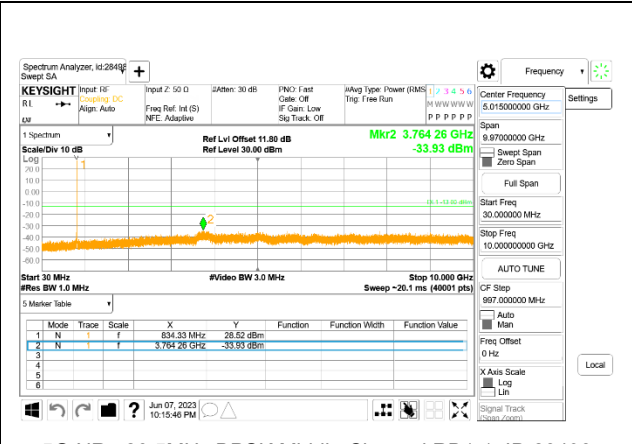 Spectrum Analyzer, id:28498
Swept SA
Frequency
Settings
KEYSIGHT
RL
Input: RF
Coupling: DC
Align: Auto
Input Z: 50 Ω
Freq Ref: Int (S)
NFE: Adaptive
#Atten: 30 dB
PNO: Fast
Gate: Off
IF Gain: Low
Sig Track: Off
#Avg Type: Power (RMS
Trig: Free Run
1 2 3 4 5 6
M W W W W W
P P P P P P
1 Spectrum
Scale/Div 10 dB
Ref Lvl Offset 11.80 dB
Ref Level 30.00 dBm
Mkr2 3.764 26 GHz
-33.93 dBm
Log
20.0
10.0
0.00
-10.0
-20.0
-30.0
-40.0
-50.0
-60.0
1
2
Start 30 MHz
#Res BW 1.0 MHz
#Video BW 3.0 MHz
Stop 10.000 GHz
Sweep ~20.1 ms (40001 pts)
5 Marker Table
Mode Trace Scale X Y Function Function Width Function Value
1 N 1 f 834.33 MHz 28.52 dBm
2 N 1 f 3.764 26 GHz -33.93 dBm
3
4
5
6
Jun 07, 2023
10:15:46 PM
Center Frequency
5.015000000 GHz
Span
9.97000000 GHz
Swept Span
Zero Span
Full Span
Start Freq
30.000000 MHz
Stop Freq
10.000000000 GHz
AUTO TUNE
CF Step
997.000000 MHz
Auto
Man
Freq Offset
0 Hz
X Axis Scale
Log
Lin
Signal Track
(Span Zoom)
Local